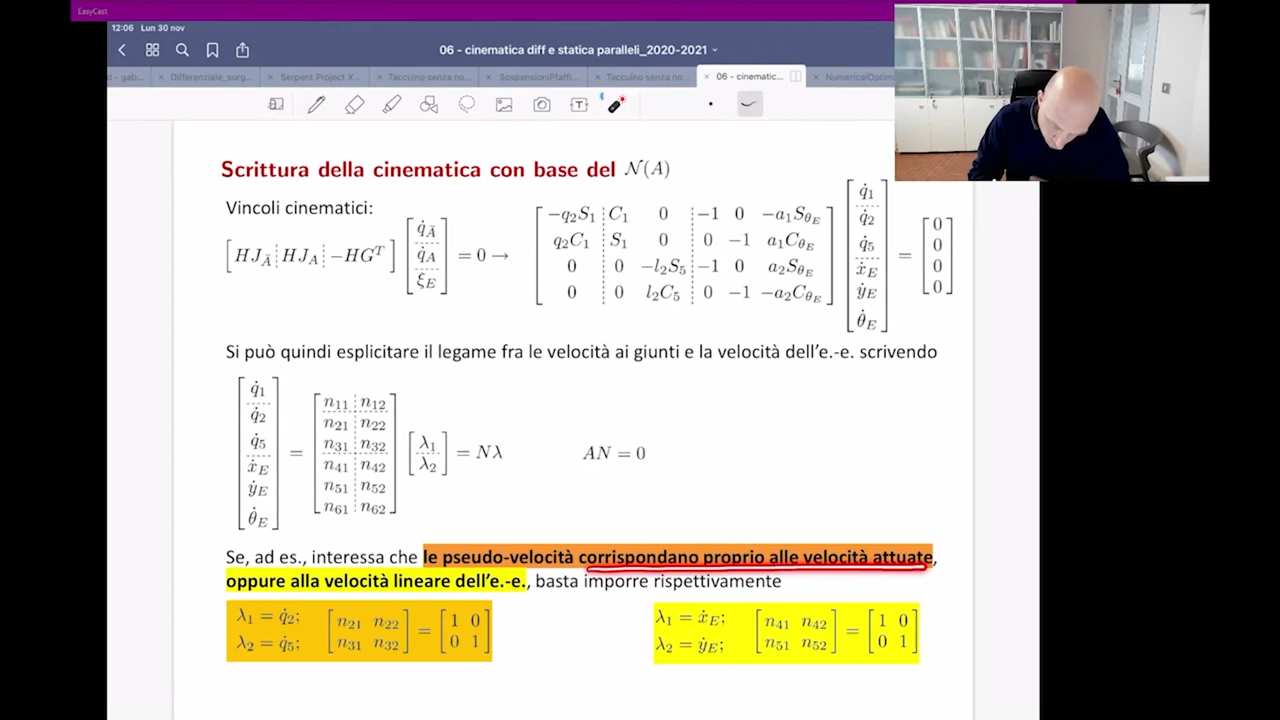 EasyCast
12:06 Lun 30 nov
06 - cinematica diff e statica paralleli_2020-2021
- gab... × Differenziale_sorg... × Serpent Project X... × Taccuino senza no... × SospensioniPfaffi... × Taccuino senza no... × 06 - cinematic... × NumericalOptima
Scrittura della cinematica con base del 𝒩(A)
Vincoli cinematici:
[HJ_Ā ┊ HJ_A ┊ −HGᵀ] [q̇_Ā ; q̇_A ; ξ_E] = 0 → [−q₂S₁ ┊ C₁ 0 ┊ −1 0 −a₁S_θE ; q₂C₁ ┊ S₁ 0 ┊ 0 −1 a₁C_θE ; 0 ┊ 0 −l₂S₅ ┊ −1 0 a₂S_θE ; 0 ┊ 0 l₂C₅ ┊ 0 −1 −a₂C_θE] [q̇₁ ; q̇₂ ; q̇₅ ; ẋ_E ; ẏ_E ; θ̇_E] = [0 ; 0 ; 0 ; 0]
Si può quindi esplicitare il legame fra le velocità ai giunti e la velocità dell'e.-e. scrivendo
[q̇₁ ; q̇₂ ; q̇₅ ; ẋ_E ; ẏ_E ; θ̇_E] = [n₁₁ n₁₂ ; n₂₁ n₂₂ ; n₃₁ n₃₂ ; n₄₁ n₄₂ ; n₅₁ n₅₂ ; n₆₁ n₆₂] [λ₁ ; λ₂] = Nλ AN = 0
Se, ad es., interessa che le pseudo-velocità corrispondano proprio alle velocità attuate,
oppure alla velocità lineare dell'e.-e., basta imporre rispettivamente
λ₁ = q̇₂; λ₂ = q̇₅; [n₂₁ n₂₂ ; n₃₁ n₃₂] = [1 0 ; 0 1]
λ₁ = ẋ_E; λ₂ = ẏ_E; [n₄₁ n₄₂ ; n₅₁ n₅₂] = [1 0 ; 0 1]